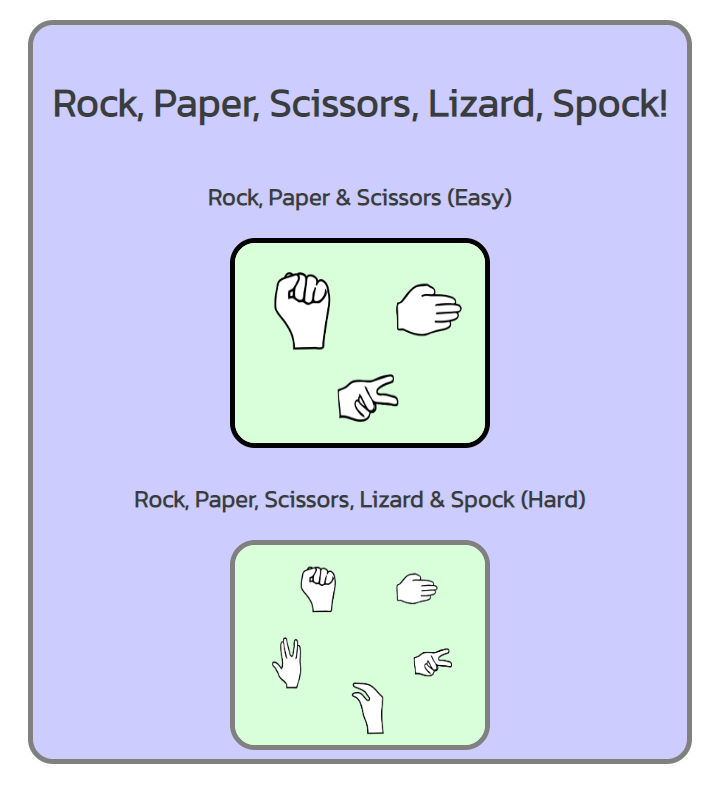 Rock, Paper, Scissors, Lizard, Spock!
Rock, Paper & Scissors (Easy)
Rock, Paper, Scissors, Lizard & Spock (Hard)